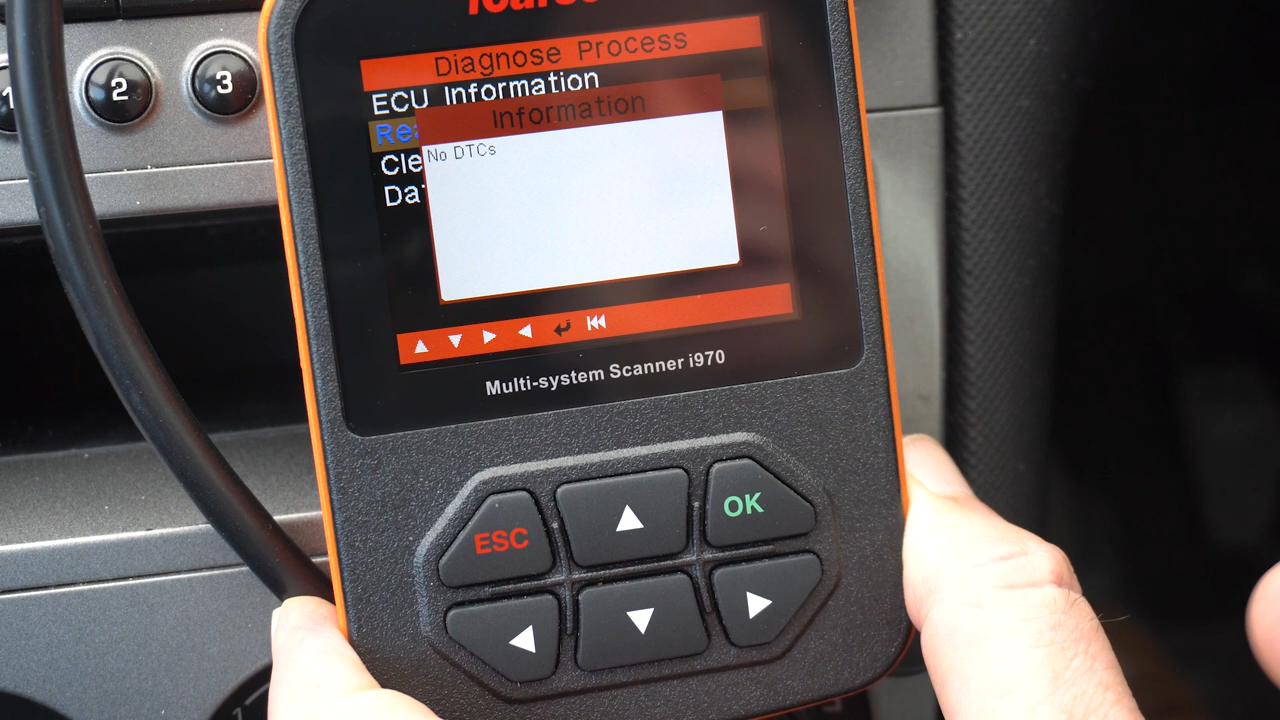 2
3
Diagnose Process
ECU Information
Information
No DTCs
Multi-system Scanner i970
ESC
OK